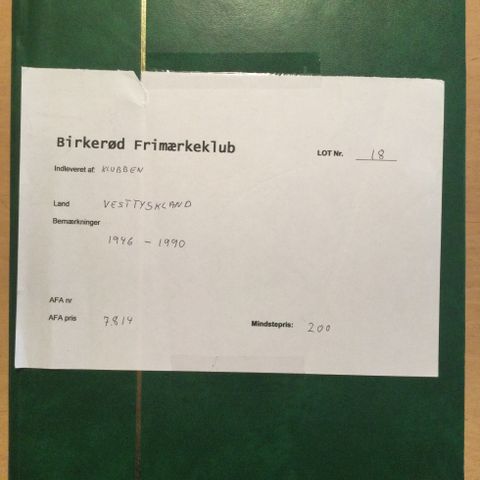 Birkerød Frimærkeklub
LOT Nr. 18
Indleveret af: KLUBBEN
Land VESTTYSKLAND
Bemærkninger
1946 - 1990
AFA nr
AFA pris 7814
Mindstepris: 200